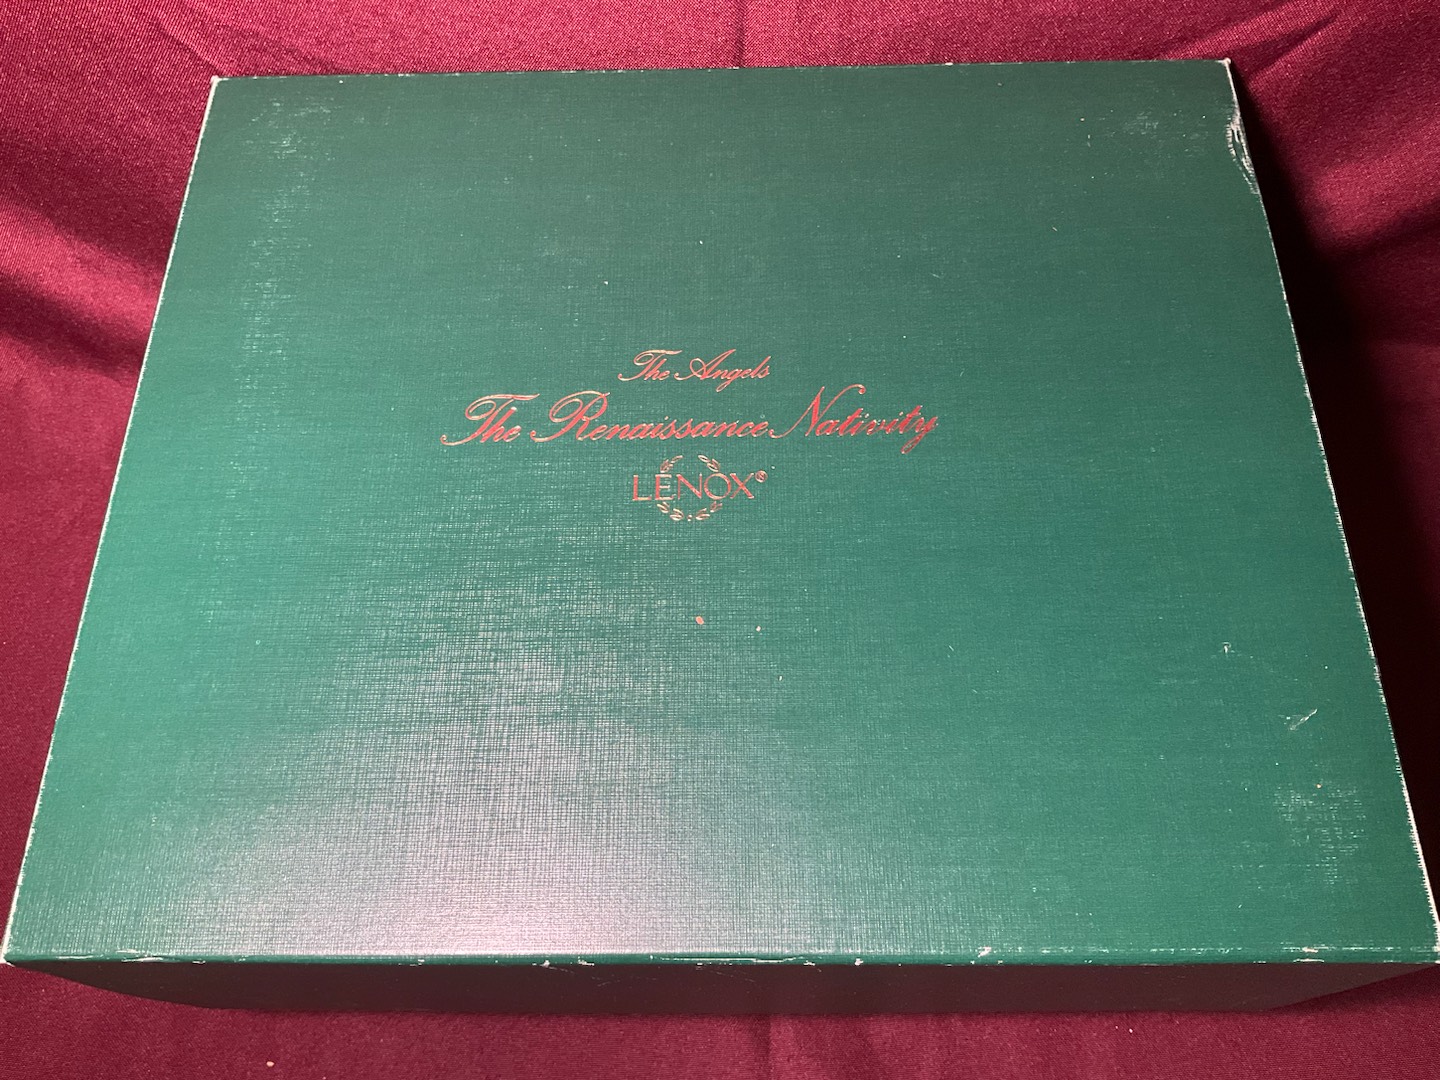 The Angels
The Renaissance Nativity
LENOX®